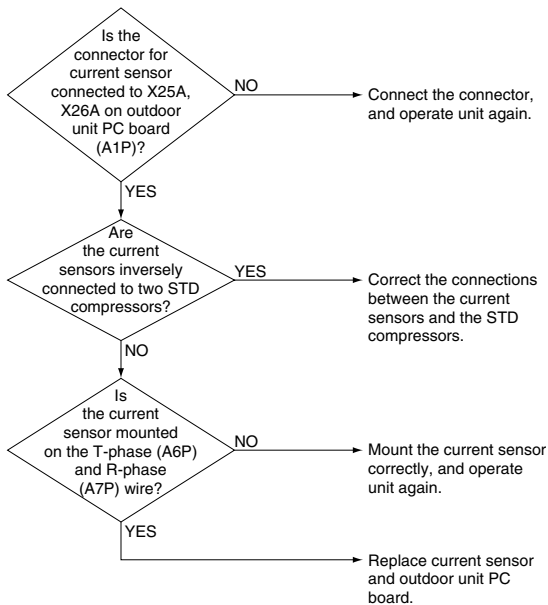 Is the
connector for
current sensor
connected to X25A,
X26A on outdoor
unit PC board
(A1P)?
NO
Connect the connector,
and operate unit again.
YES
Are
the current
sensors inversely
connected to two STD
compressors?
YES
Correct the connections
between the current
sensors and the STD
compressors.
NO
Is
the current
sensor mounted
on the T-phase (A6P)
and R-phase
(A7P) wire?
NO
Mount the current sensor
correctly, and operate
unit again.
YES
Replace current sensor
and outdoor unit PC
board.